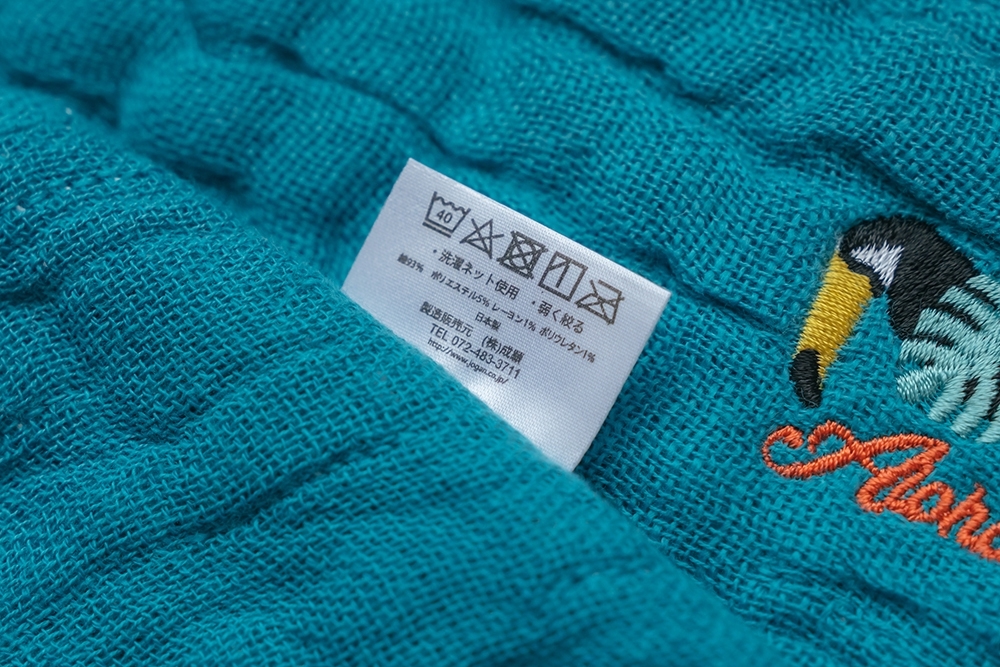 40
・洗濯ネット使用 ・弱く絞る
綿93% ポリエステル5% レーヨン1% ポリウレタン1%
日本製
製造販売元 (株)成願
TEL 072-483-3711
http://www.jogan.co.jp/
Aloha